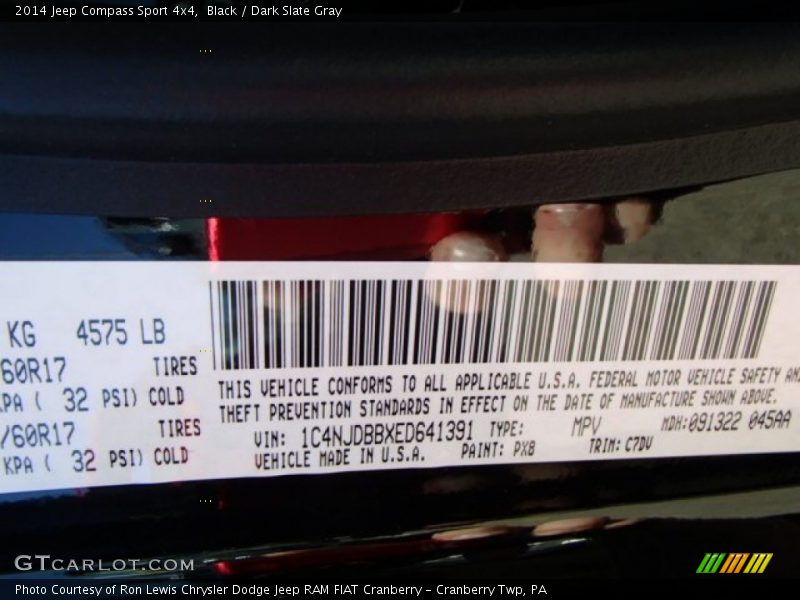 2014 Jeep Compass Sport 4x4, Black / Dark Slate Gray
KG 4575 LB
60R17 TIRES
KPA ( 32 PSI) COLD
/60R17 TIRES
KPA ( 32 PSI) COLD
THIS VEHICLE CONFORMS TO ALL APPLICABLE U.S.A. FEDERAL MOTOR VEHICLE SAFETY AND
THEFT PREVENTION STANDARDS IN EFFECT ON THE DATE OF MANUFACTURE SHOWN ABOVE.
VIN: 1C4NJDBBXED641391 TYPE: MPV MDH:091322 045AA
VEHICLE MADE IN U.S.A. PAINT: PX8 TRIM: C7DV
GTCARLOT.COM
Photo Courtesy of Ron Lewis Chrysler Dodge Jeep RAM FIAT Cranberry – Cranberry Twp, PA